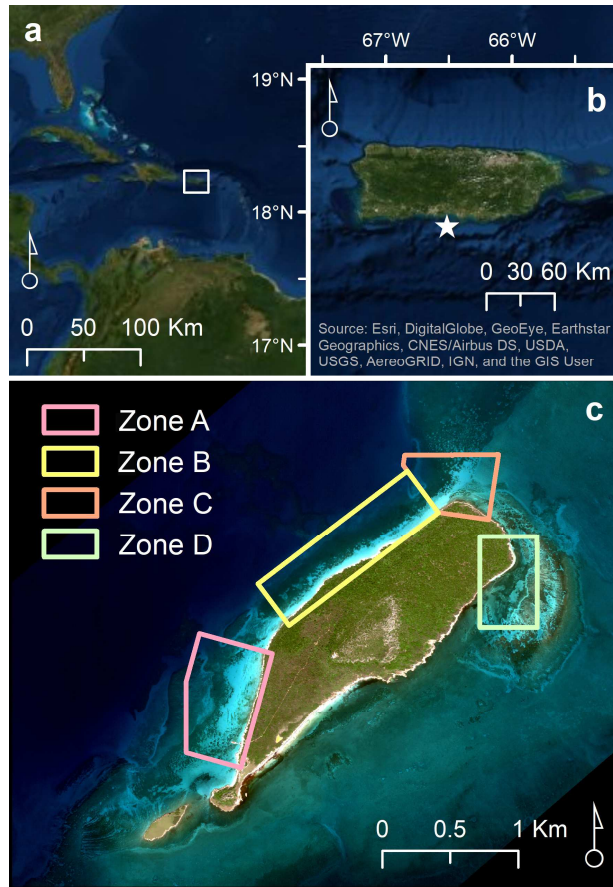 a
67°W 66°W
19°N
18°N
17°N
0 50 100 Km
b
0 30 60 KM
Source: Esri, DigitalGlobe, GeoEye, Earthstar
Geographics, CNES/Airbus DS, USDA,
USGS, AereoGRID, IGN, and the GIS User
c
Zone A
Zone B
Zone C
Zone D
0 0.5 1 Km